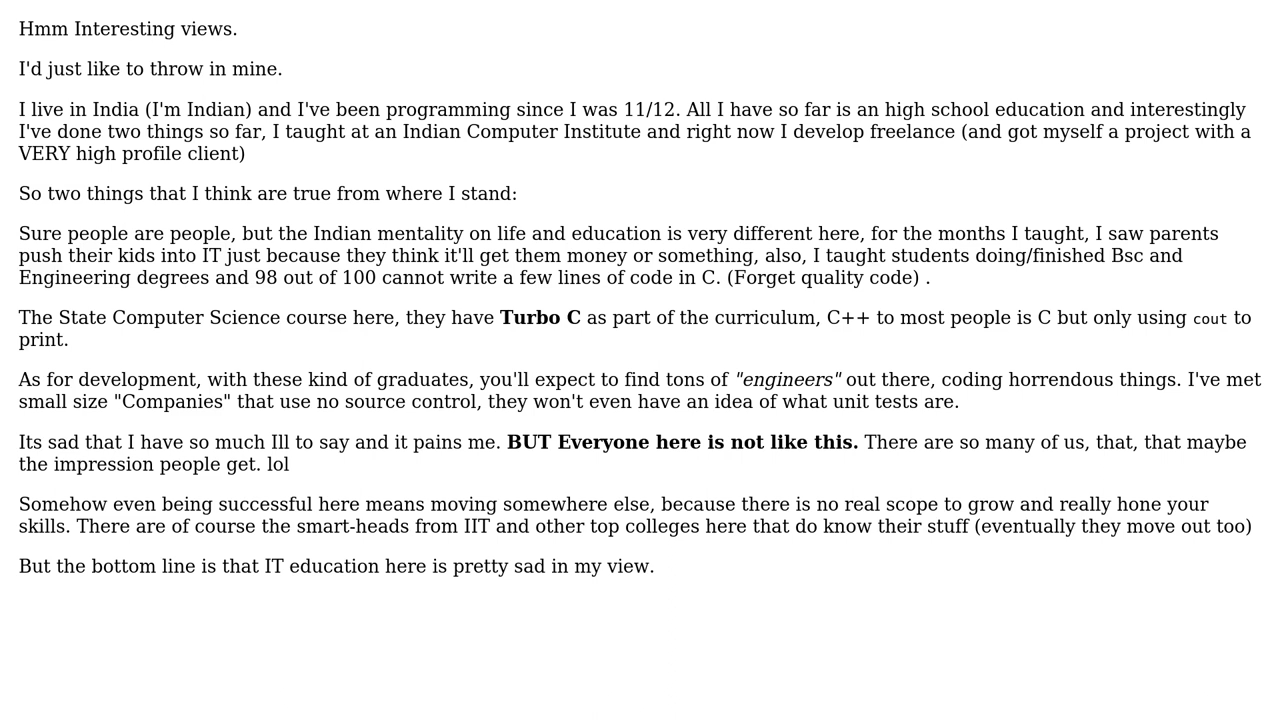 Hmm Interesting views.
I'd just like to throw in mine.
I live in India (I'm Indian) and I've been programming since I was 11/12. All I have so far is an high school education and interestingly
I've done two things so far, I taught at an Indian Computer Institute and right now I develop freelance (and got myself a project with a
VERY high profile client)
So two things that I think are true from where I stand:
Sure people are people, but the Indian mentality on life and education is very different here, for the months I taught, I saw parents
push their kids into IT just because they think it'll get them money or something, also, I taught students doing/finished Bsc and
Engineering degrees and 98 out of 100 cannot write a few lines of code in C. (Forget quality code) .
The State Computer Science course here, they have Turbo C as part of the curriculum, C++ to most people is C but only using cout to
print.
As for development, with these kind of graduates, you'll expect to find tons of "engineers" out there, coding horrendous things. I've met
small size "Companies" that use no source control, they won't even have an idea of what unit tests are.
Its sad that I have so much Ill to say and it pains me. BUT Everyone here is not like this. There are so many of us, that, that maybe
the impression people get. lol
Somehow even being successful here means moving somewhere else, because there is no real scope to grow and really hone your
skills. There are of course the smart-heads from IIT and other top colleges here that do know their stuff (eventually they move out too)
But the bottom line is that IT education here is pretty sad in my view.